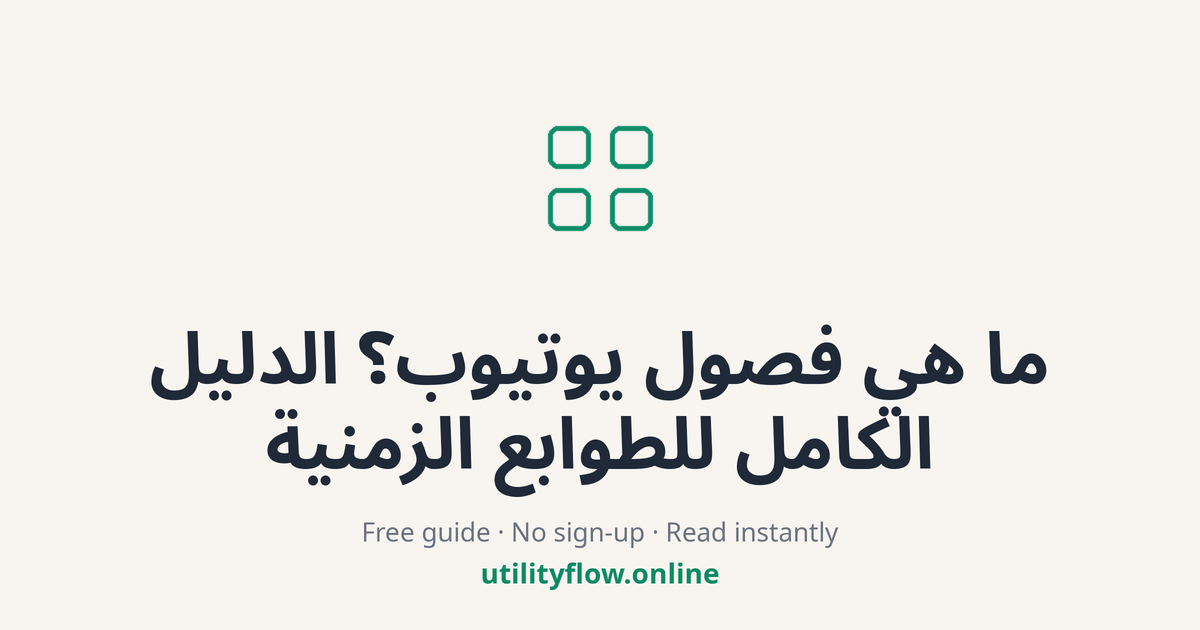 ما هي فصول يوتيوب؟ الدليل
الكامل للطوابع الزمنية
Free guide · No sign-up · Read instantly
utilityflow.online